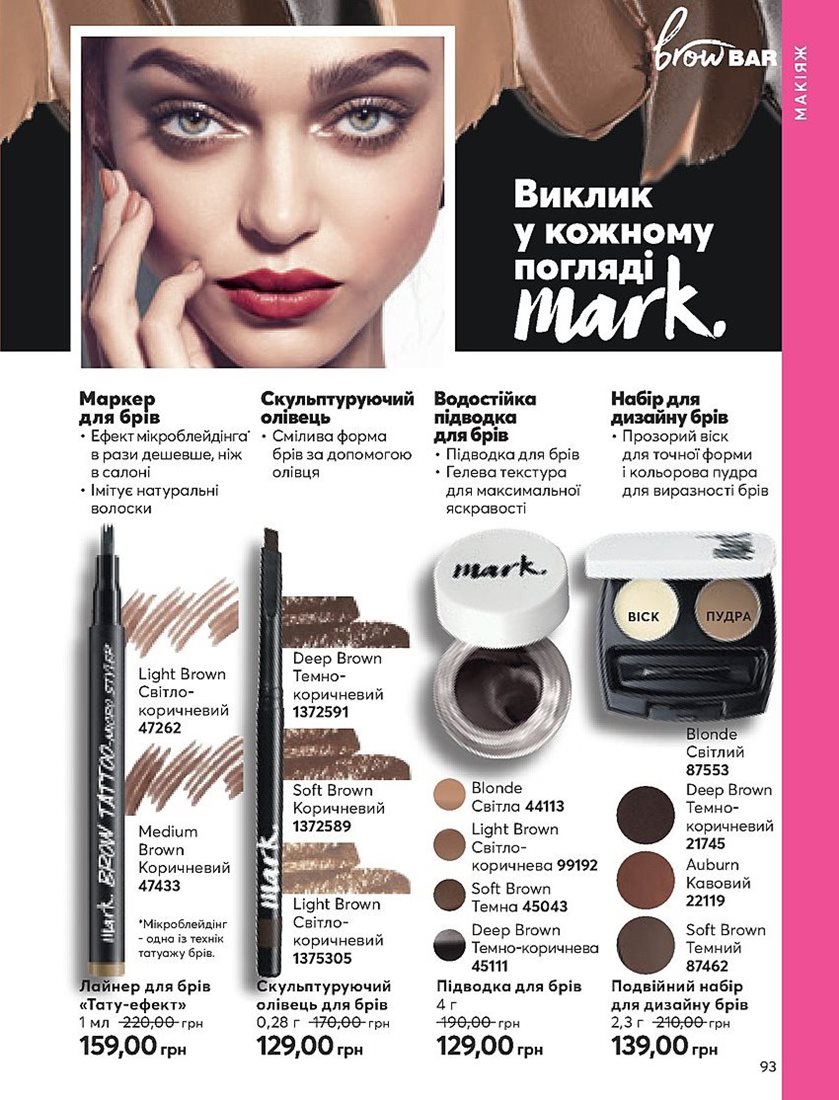 brow BAR
МАКІЯЖ
Виклик
у кожному
погляді
mark.
Маркер
для брів
• Ефект мікроблейдінга*
в рази дешевше, ніж
в салоні
• Імітує натуральні
волоски
Скульптуруючий
олівець
• Смілива форма
брів за допомогою
олівця
Водостійка
підводка
для брів
• Підводка для брів
• Гелева текстура
для максимальної
яскравості
Набір для
дизайну брів
• Прозорий віск
для точної форми
і кольорова пудра
для виразності брів
mark. BROW TATTOO MICRO STYLER
Light Brown
Світло-
коричневий
47262
Medium
Brown
Коричневий
47433
*Мікроблейдінг
- одна із технік
татуажу брів.
Лайнер для брів
«Тату-ефект»
1 мл 220,00 грн
159,00 грн
mark.
Deep Brown
Темно-
коричневий
1372591
Soft Brown
Коричневий
1372589
Light Brown
Світло-
коричневий
1375305
Скульптуруючий
олівець для брів
0,28 г 170,00 грн
129,00 грн
mark.
Blonde
Світла 44113
Light Brown
Світло-
коричнева 99192
Soft Brown
Темна 45043
Deep Brown
Темно-коричнева
45111
Підводка для брів
4 г
190,00 грн
129,00 грн
ВІСК
ПУДРА
Blonde
Світлий
87553
Deep Brown
Темно-
коричневий
21745
Auburn
Кавовий
22119
Soft Brown
Темний
87462
Подвійний набір
для дизайну брів
2,3 г 210,00 грн
139,00 грн
93